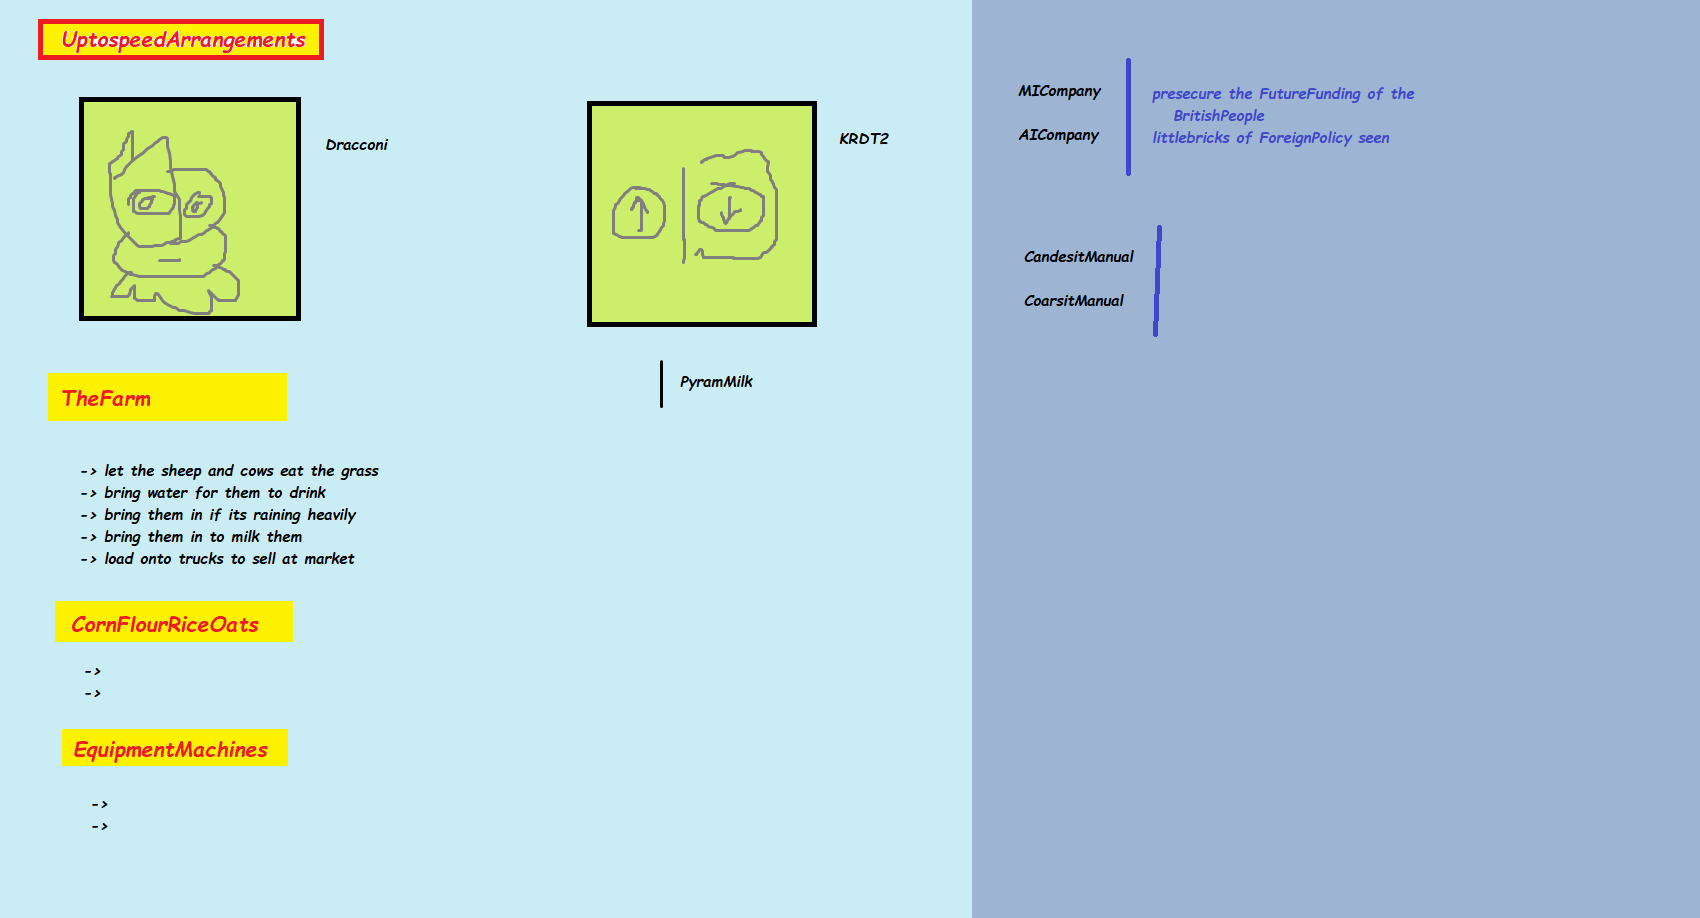 UptospeedArrangements
Dracconi
KRDT2
PyramMilk
TheFarm
-> let the sheep and cows eat the grass
-> bring water for them to drink
-> bring them in if its raining heavily
-> bring them in to milk them
-> load onto trucks to sell at market
CornFlourRiceOats
->
->
EquipmentMachines
->
->
MICompany
AICompany
presecure the FutureFunding of the
BritishPeople
littlebricks of ForeignPolicy seen
CandesitManual
CoarsitManual